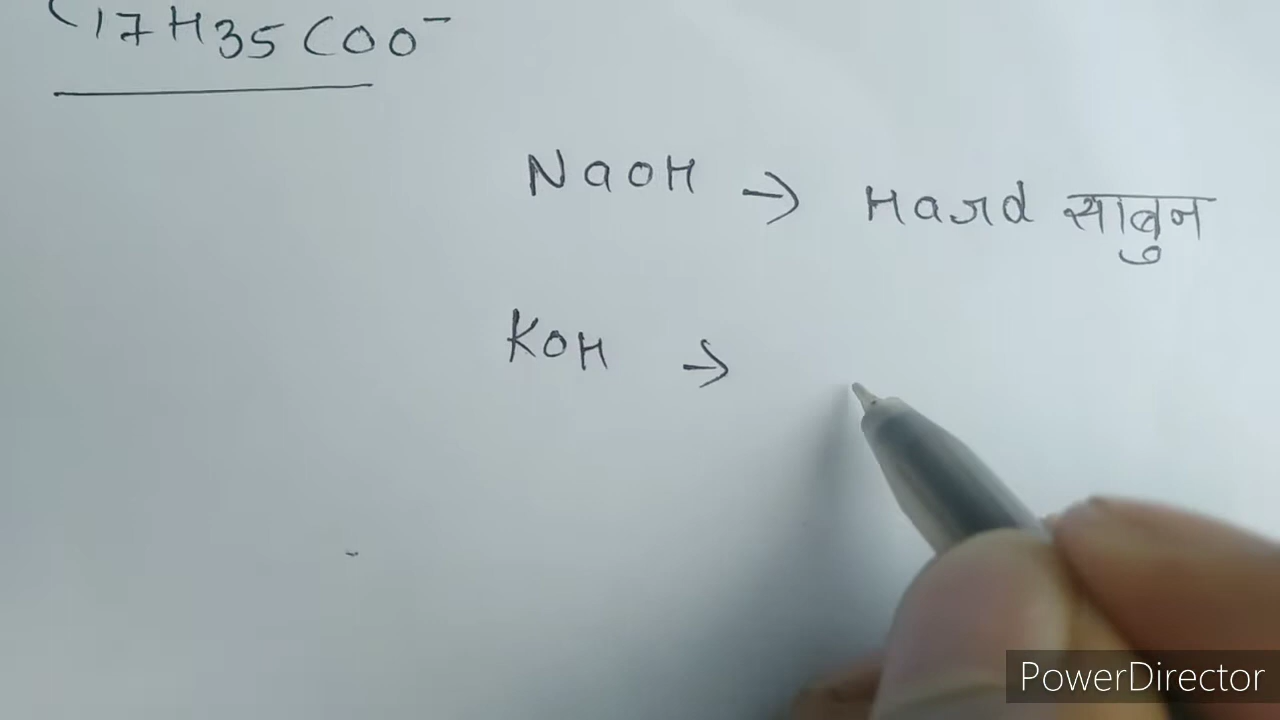 C17H35COO⁻
NaOH → Hard साबुन
KOH →
PowerDirector